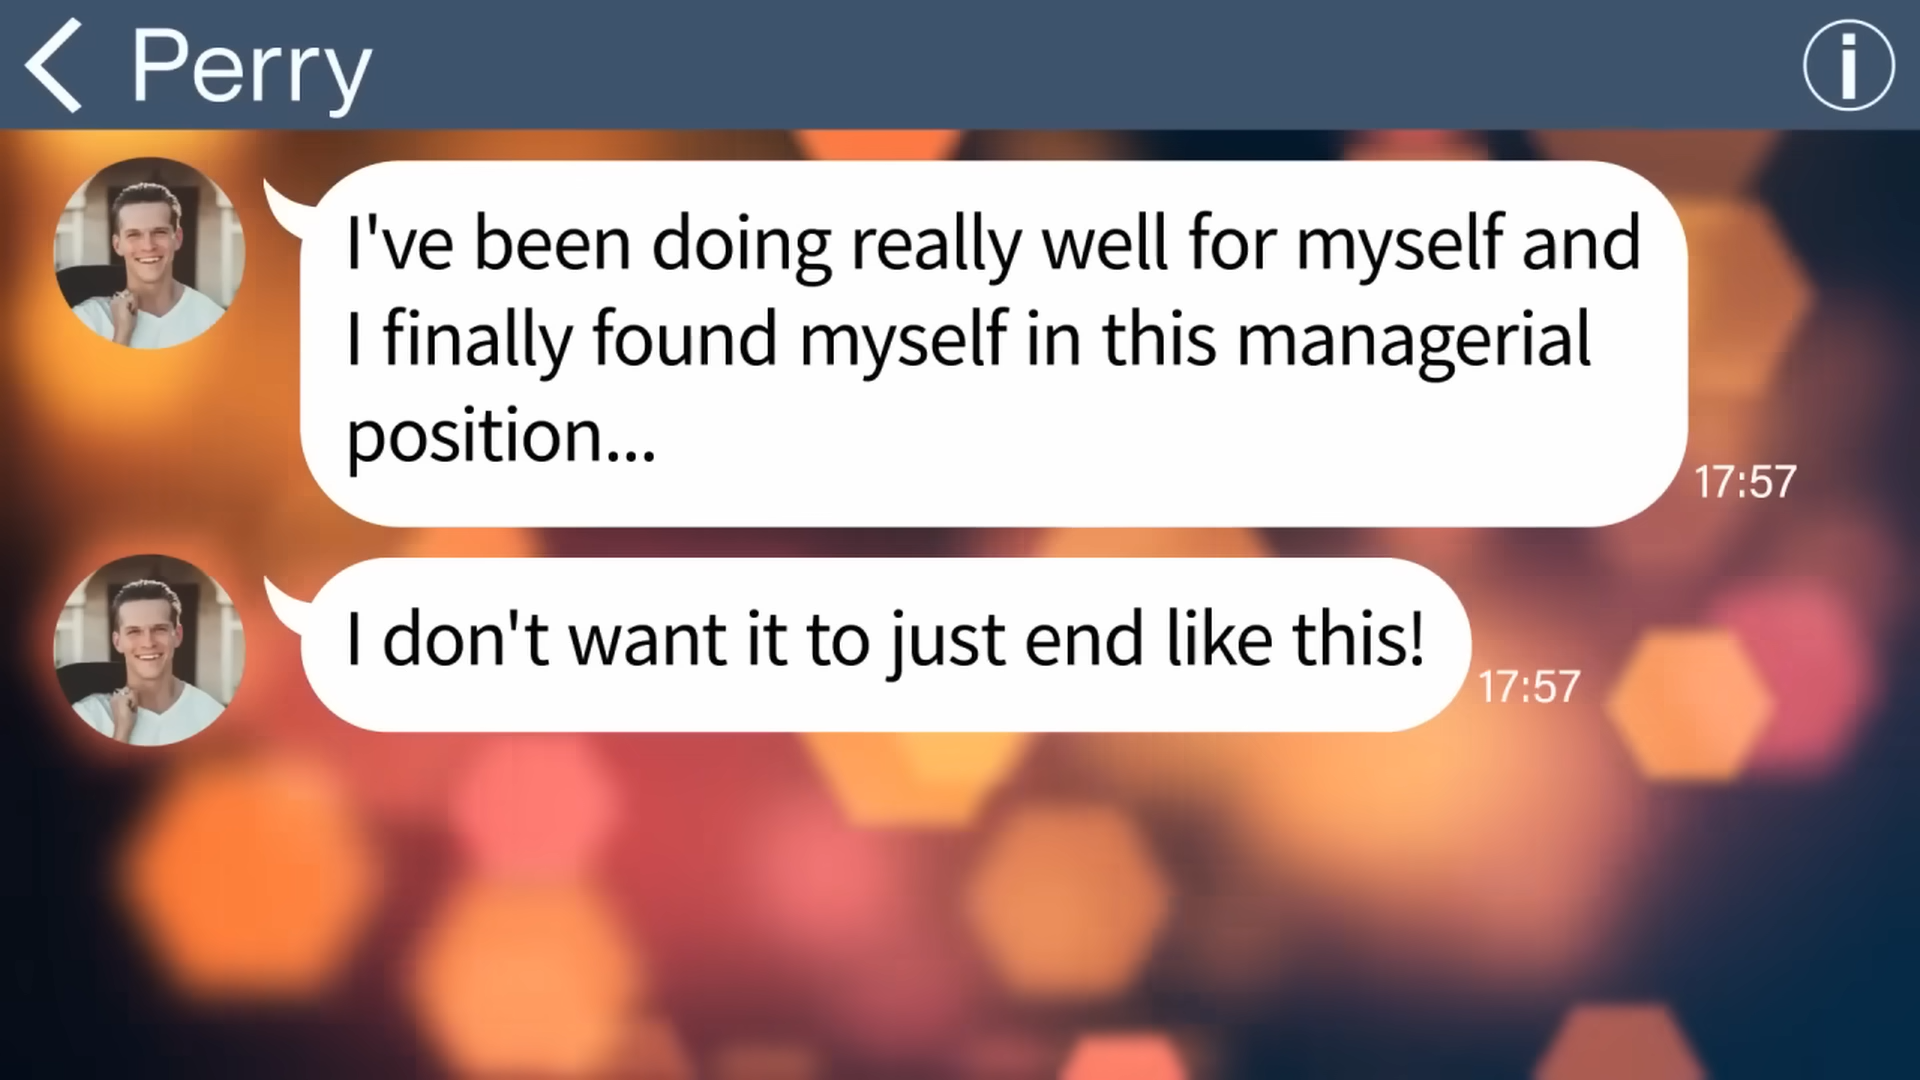 Perry
I've been doing really well for myself and
I finally found myself in this managerial
position...
17:57
I don't want it to just end like this!
17:57